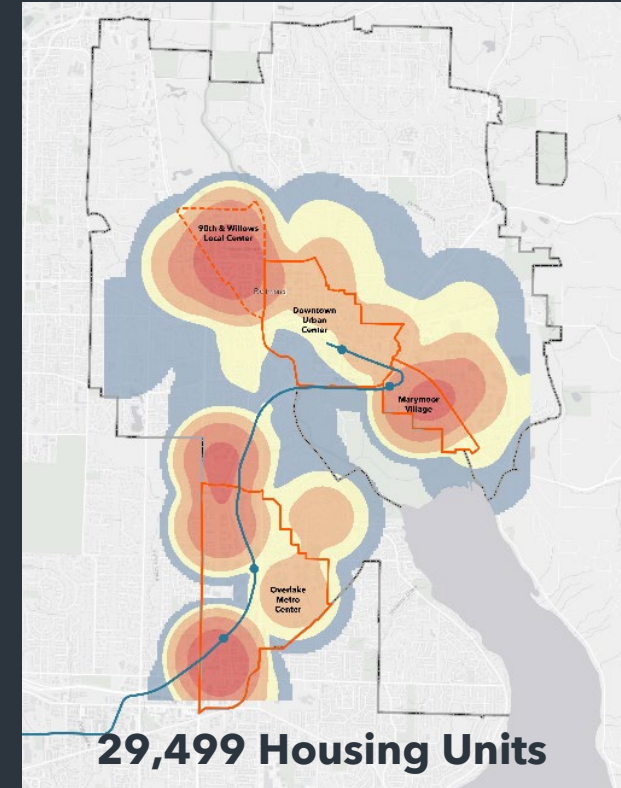 90th & Willows
Local Center
Downtown
Urban
Center
Marymoor
Village
Overlake
Metro
Center
29,499 Housing Units